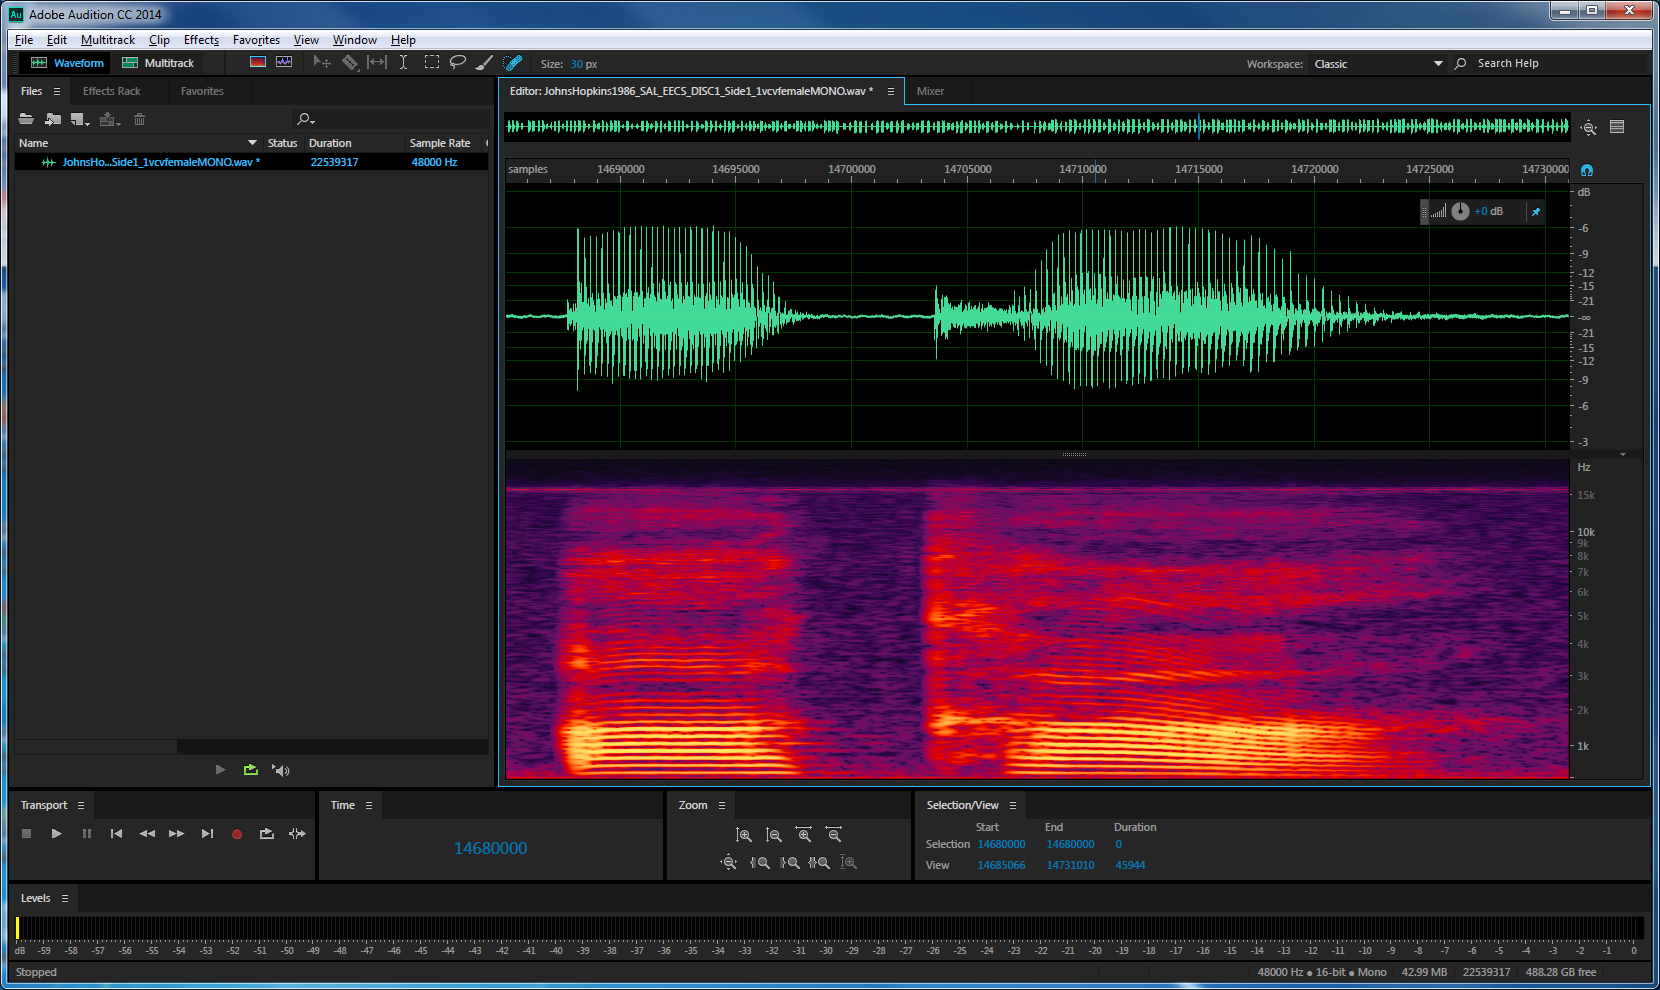 Au Adobe Audition CC 2014
File Edit Multitrack Clip Effects Favorites View Window Help
Waveform Multitrack Size: 30 px Workspace: Classic Search Help
Files Effects Rack Favorites
Editor: JohnsHopkins1986_SAL_EECS_DISC1_Side1_1vcvfemaleMONO.wav * Mixer
Name Status Duration Sample Rate
JohnsHo...Side1_1vcvfemaleMONO.wav * 22539317 48000 Hz
samples 14690000 14695000 14700000 14705000 14710000 14715000 14720000 14725000 14730000
dB
+0 dB
-6
-9
-12
-15
-21
-∞
-21
-15
-12
-9
-6
-3
Hz
15k
10k
9k
8k
7k
6k
5k
4k
3k
2k
1k
Transport Time Zoom Selection/View
14680000
Start End Duration
Selection 14680000 14680000 0
View 14685066 14731010 45944
Levels
dB -59 -58 -57 -56 -55 -54 -53 -52 -51 -50 -49 -48 -47 -46 -45 -44 -43 -42 -41 -40 -39 -38 -37 -36 -35 -34 -33 -32 -31 -30 -29 -28 -27 -26 -25 -24 -23 -22 -21 -20 -19 -18 -17 -16 -15 -14 -13 -12 -11 -10 -9 -8 -7 -6 -5 -4 -3 -2 -1 0
Stopped 48000 Hz ● 16-bit ● Mono 42.99 MB 22539317 488.28 GB free